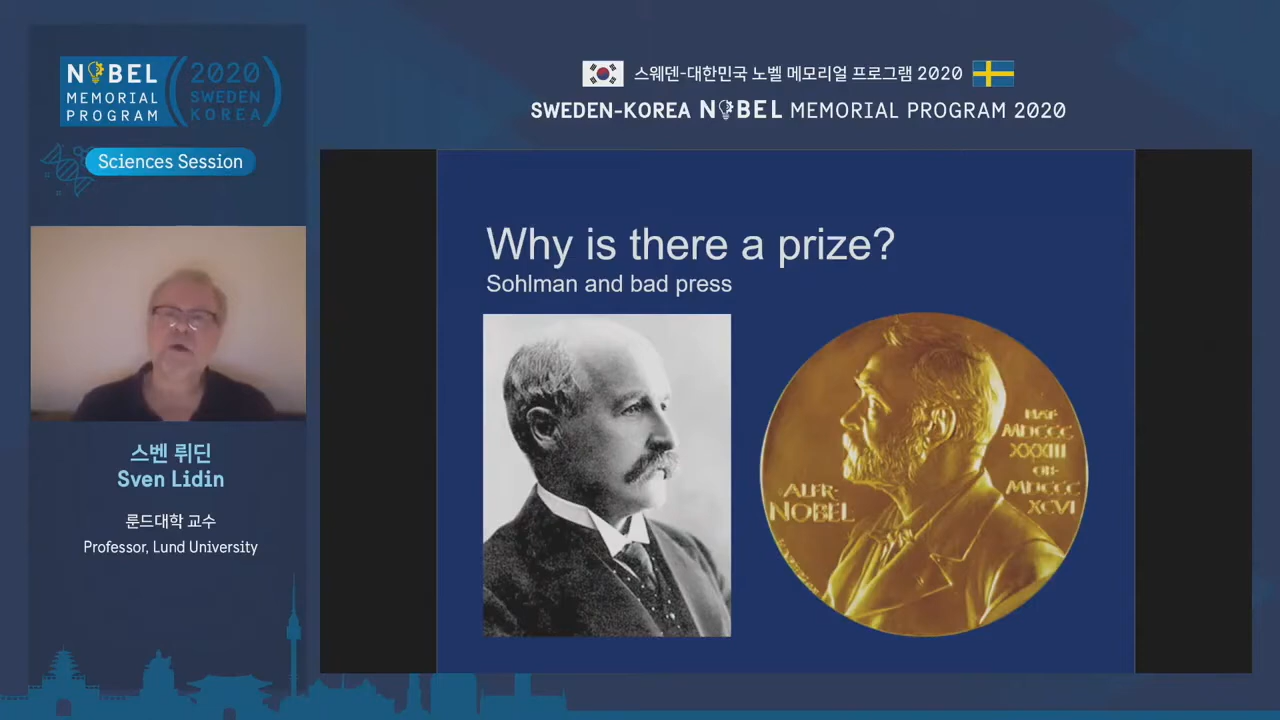 NOBEL
MEMORIAL
PROGRAM
2020
SWEDEN
KOREA
Sciences Session
스벤 뤼딘
Sven Lidin
룬드대학 교수
Professor, Lund University
스웨덴-대한민국 노벨 메모리얼 프로그램 2020
SWEDEN-KOREA NOBEL MEMORIAL PROGRAM 2020
Why is there a prize?
Sohlman and bad press
ALFR·
NOBEL
NAT·
MDCCC
XXXIII
OB·
MDCCC
XCVI